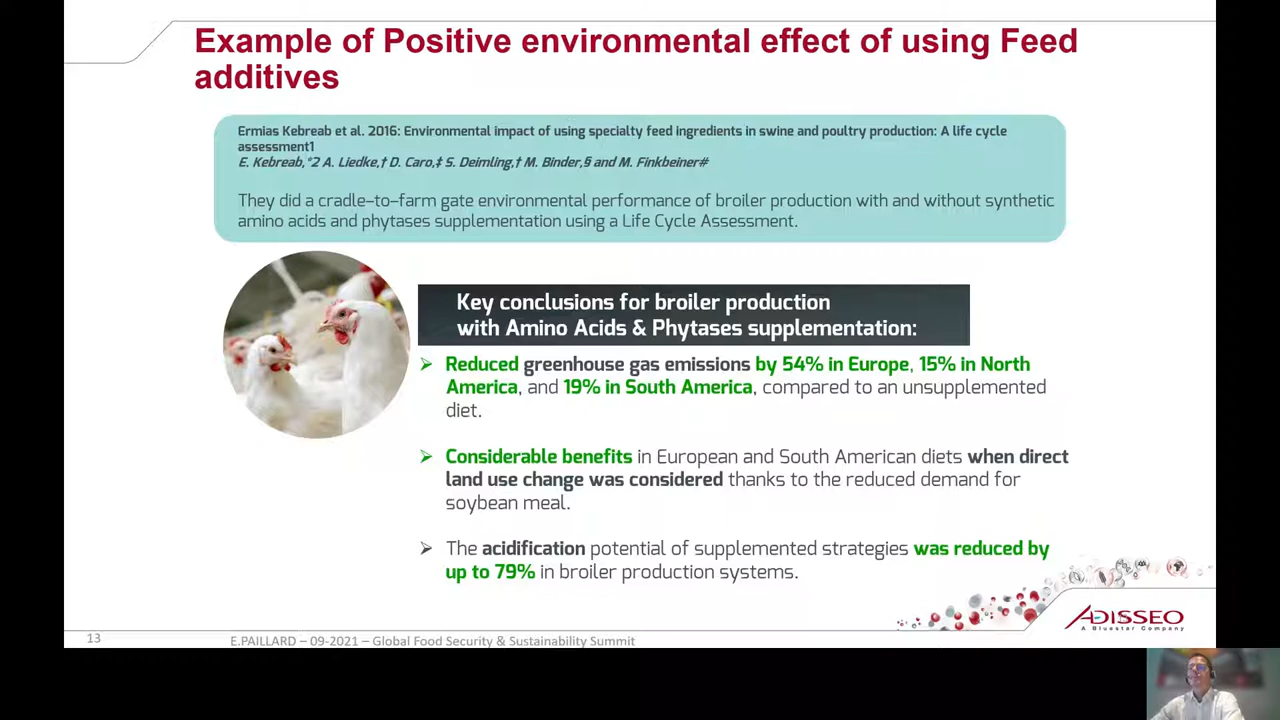 Example of Positive environmental effect of using Feed
additives
Ermias Kebreab et al. 2016: Environmental impact of using specialty feed ingredients in swine and poultry production: A life cycle
assessment1
E. Kebreab,*2 A. Liedke,† D. Caro,‡ S. Deimling,† M. Binder,§ and M. Finkbeiner#
They did a cradle–to–farm gate environmental performance of broiler production with and without synthetic
amino acids and phytases supplementation using a Life Cycle Assessment.
Key conclusions for broiler production
with Amino Acids & Phytases supplementation:
Reduced greenhouse gas emissions by 54% in Europe, 15% in North
America, and 19% in South America, compared to an unsupplemented
diet.
Considerable benefits in European and South American diets when direct
land use change was considered thanks to the reduced demand for
soybean meal.
The acidification potential of supplemented strategies was reduced by
up to 79% in broiler production systems.
ADISSEO
A Bluestar Company
13
E.PAILLARD – 09-2021 – Global Food Security & Sustainability Summit